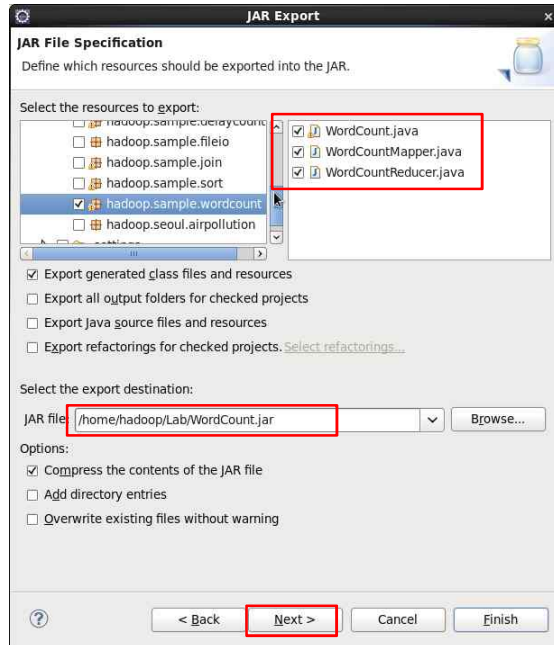 JAR Export
JAR File Specification
Define which resources should be exported into the JAR.
Select the resources to export:
hadoop.sample.delaycount
hadoop.sample.fileio
hadoop.sample.join
hadoop.sample.sort
hadoop.sample.wordcount
hadoop.seoul.airpollution
WordCount.java
WordCountMapper.java
WordCountReducer.java
Export generated class files and resources
Export all output folders for checked projects
Export Java source files and resources
Export refactorings for checked projects. Select refactorings...
Select the export destination:
JAR file: /home/hadoop/Lab/WordCount.jar Browse...
Options:
Compress the contents of the JAR file
Add directory entries
Overwrite existing files without warning
? < Back Next > Cancel Finish